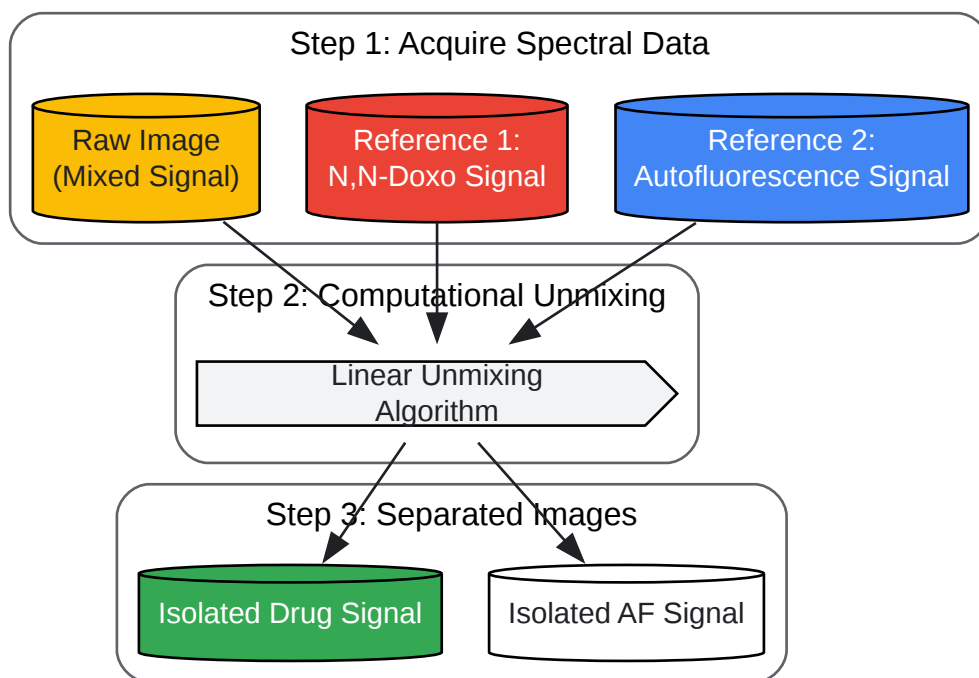 Step 1: Acquire Spectral Data
Raw Image
(Mixed Signal)
Reference 1:
N,N-Doxo Signal
Reference 2:
Autofluorescence Signal
Step 2: Computational Unmixing
Linear Unmixing
Algorithm
Step 3: Separated Images
Isolated Drug Signal
Isolated AF Signal